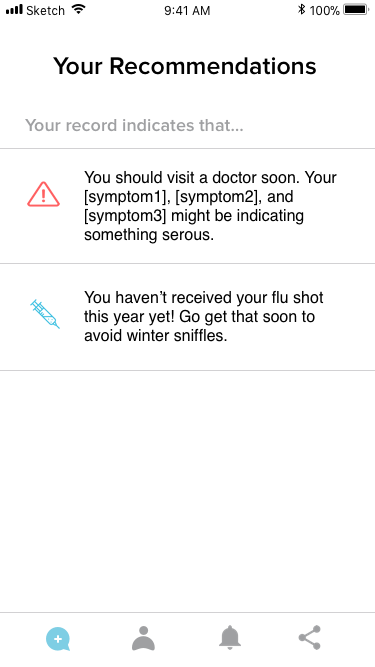 Sketch 9:41 AM 100%
Your Recommendations
Your record indicates that...
You should visit a doctor soon. Your
[symptom1], [symptom2], and
[symptom3] might be indicating
something serous.
You haven’t received your flu shot
this year yet! Go get that soon to
avoid winter sniffles.